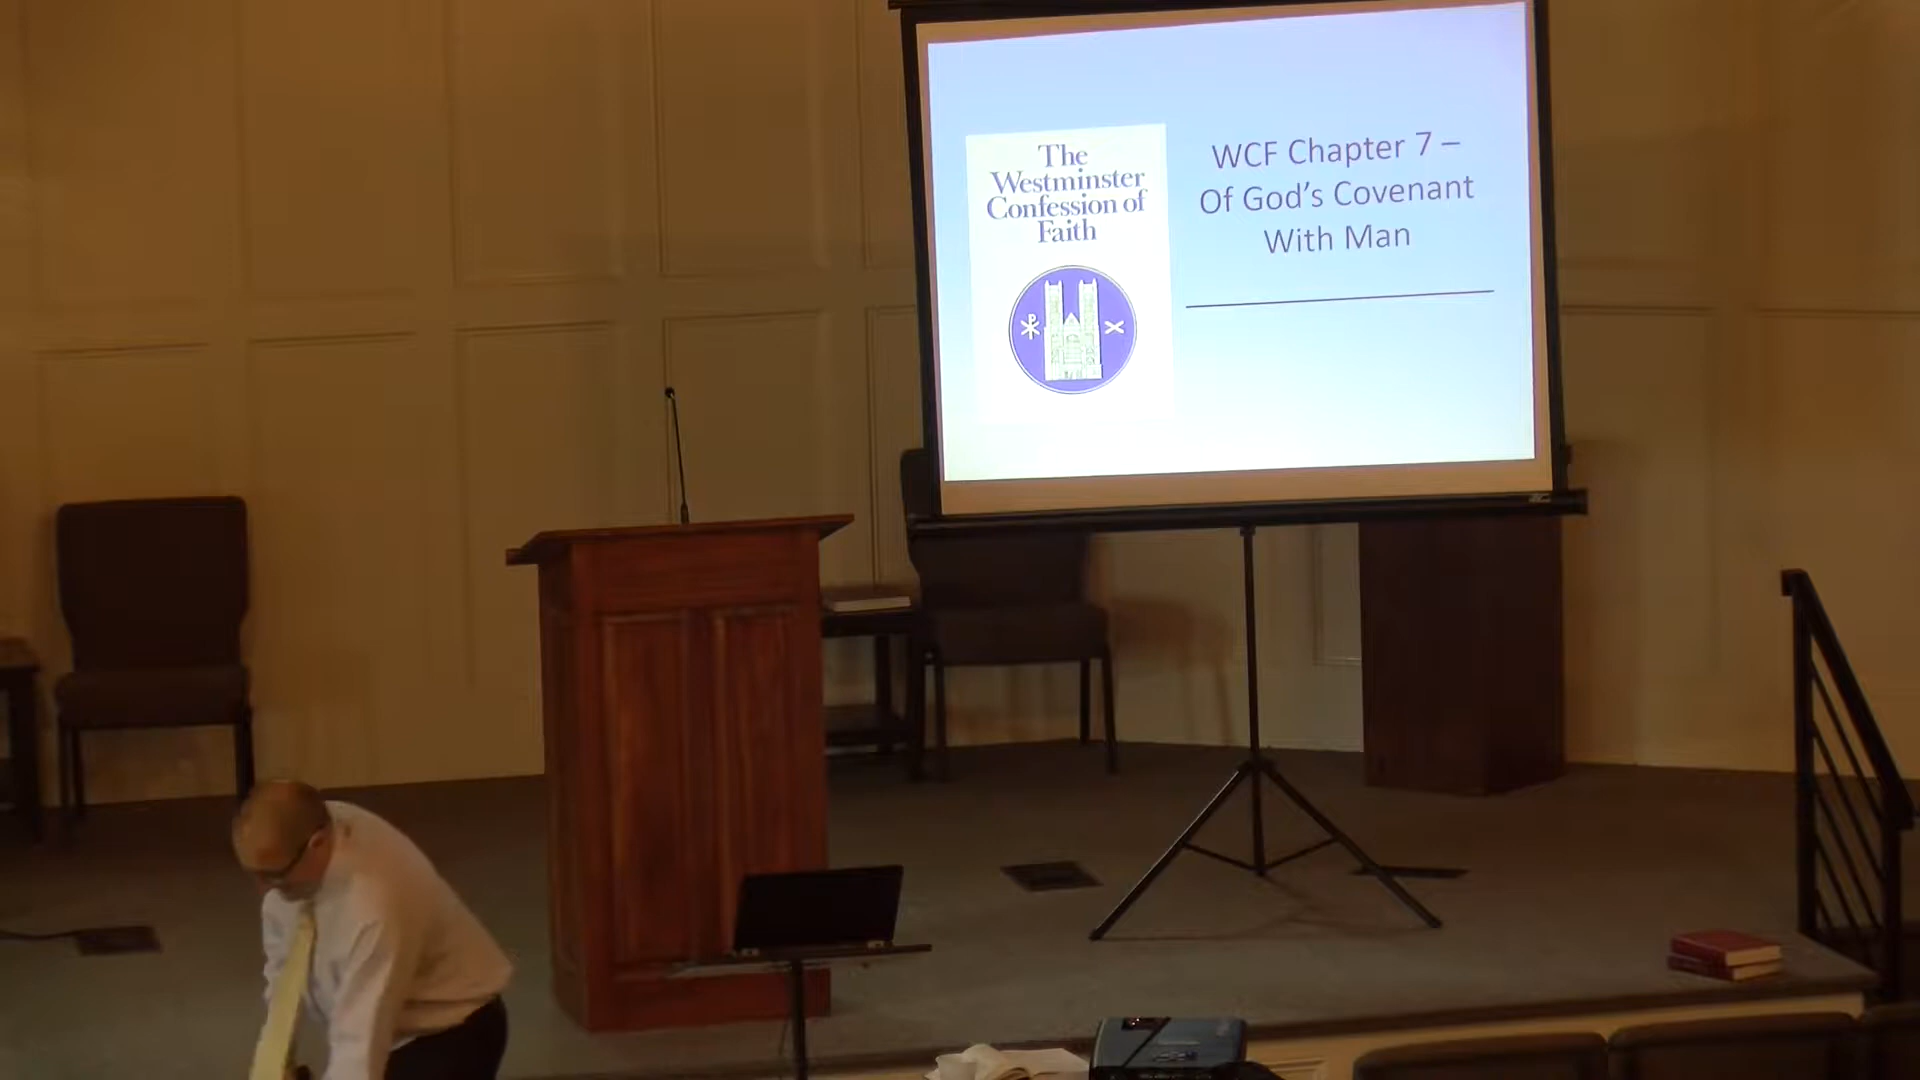 The
Westminster
Confession of
Faith
WCF Chapter 7 –
Of God's Covenant
With Man